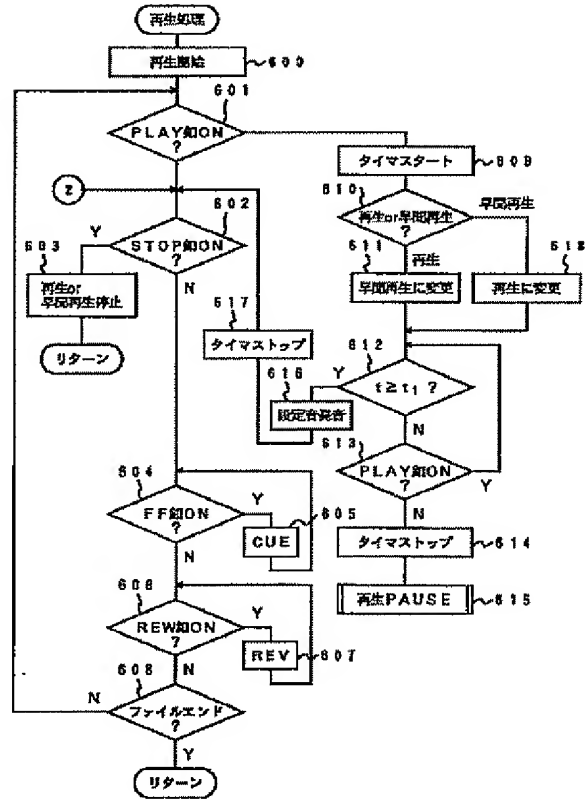 再生処理
再生開始
600
601
PLAY釦ON
?
Z
602
STOP釦ON
?
Y
N
603
再生or
早聞再生停止
リターン
604
FF釦ON
?
Y
N
605
CUE
606
REW釦ON
?
Y
N
607
REV
608
ファイルエンド
?
N
Y
リターン
タイマスタート
609
610
再生or早聞再生
?
早聞再生
再生
611
早聞再生に変更
618
再生に変更
612
t≥t₁ ?
Y
N
616
設定音発音
617
タイマストップ
613
PLAY釦ON
?
Y
N
タイマストップ
614
再生PAUSE
615